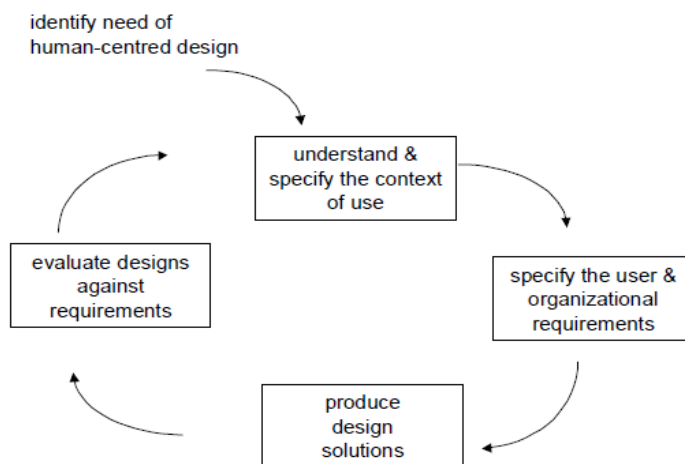 identify need of
human-centred design
understand &
specify the context
of use
specify the user &
organizational
requirements
produce
design
solutions
evaluate designs
against
requirements